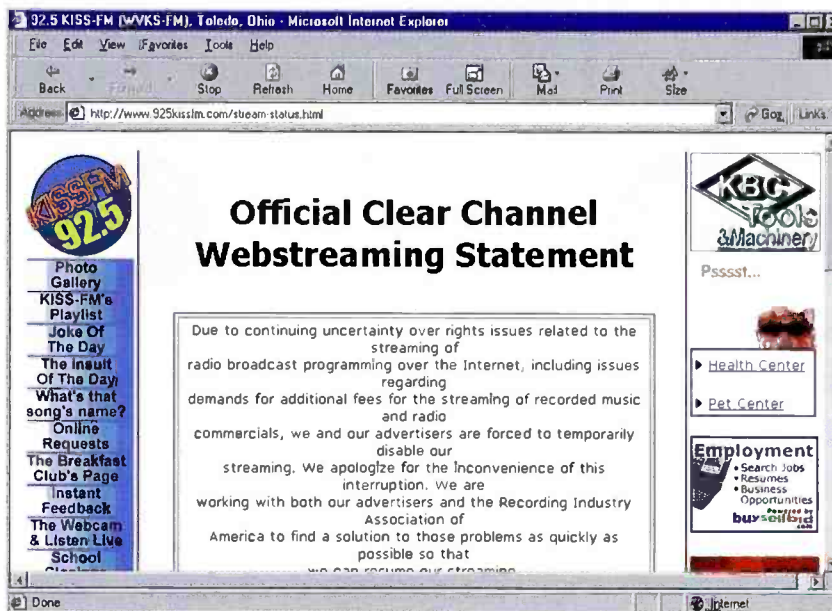 92.5 KISS-FM (WVKS-FM), Toledo, Ohio - Microsoft Internet Explorer
File Edit View Favorites Tools Help
Back Forward Stop Refresh Home Favorites Full Screen Mail Print Size
Address http://www.925kissfm.com/stream-status.html Go Links
KISS FM
92.5
Photo
Gallery
KISS-FM's
Playlist
Joke Of
The Day
The Insult
Of The Day
What's that
song's name?
Online
Requests
The Breakfast
Club's Page
Instant
Feedback
The Webcam
& Listen Live
School
Official Clear Channel
Webstreaming Statement
Due to continuing uncertainty over rights issues related to the
streaming of
radio broadcast programming over the Internet, including issues
regarding
demands for additional fees for the streaming of recorded music
and radio
commercials, we and our advertisers are forced to temporarily
disable our
streaming. We apologize for the inconvenience of this
interruption. We are
working with both our advertisers and the Recording Industry
Association of
America to find a solution to those problems as quickly as
possible so that
we can resume our streaming
KBC
Tools
&Machinery
Psssst...
Health Center
Pet Center
Employment
• Search Jobs
• Resumes
• Business
Opportunities
Powered by
buysellbid
.com
Done
Internet